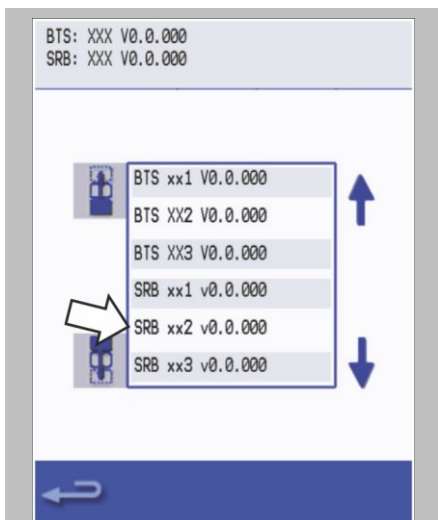 BTS: XXX V0.0.000
SRB: XXX V0.0.000
BTS xx1 V0.0.000
BTS XX2 V0.0.000
BTS XX3 V0.0.000
SRB xx1 v0.0.000
SRB xx2 v0.0.000
SRB xx3 v0.0.000